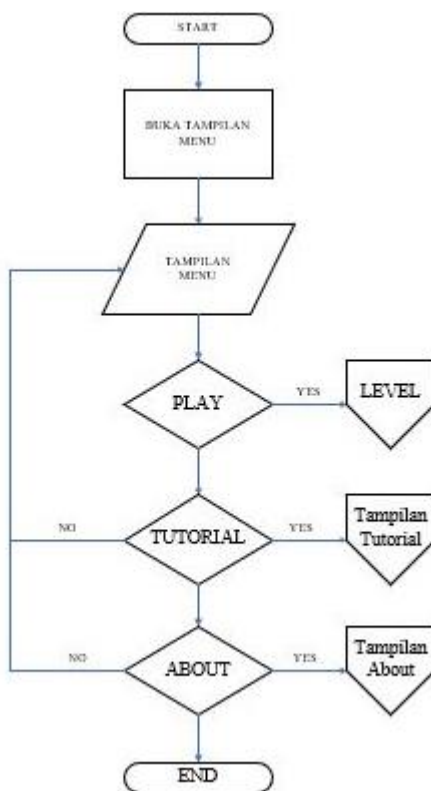 START
BUKA TAMPILAN
MENU
TAMPILAN
MENU
PLAY
YES
LEVEL
NO
TUTORIAL
YES
Tampilan
Tutorial
NO
ABOUT
YES
Tampilan
About
END